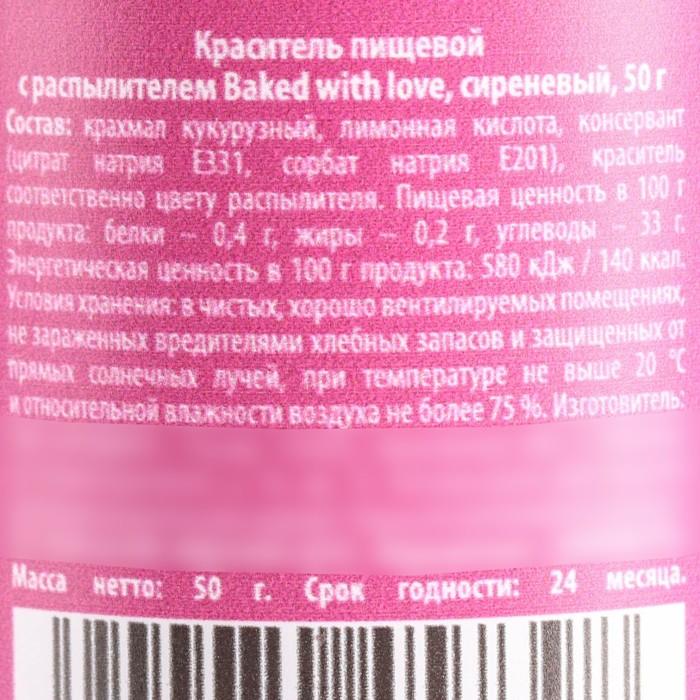 Краситель пищевой
с распылителем Baked with love, сиреневый, 50 г
Состав: крахмал кукурузный, лимонная кислота, консервант
(цитрат натрия Е331, сорбат натрия Е201), краситель
соответственно цвету распылителя. Пищевая ценность в 100 г
продукта: белки – 0,4 г, жиры – 0,2 г, углеводы – 33 г.
Энергетическая ценность в 100 г продукта: 580 кДж / 140 ккал.
Условия хранения: в чистых, хорошо вентилируемых помещениях,
не зараженных вредителями хлебных запасов и защищенных от
прямых солнечных лучей, при температуре не выше 20 °С
и относительной влажности воздуха не более 75 %. Изготовитель:
Масса нетто: 50 г. Срок годности: 24 месяца.